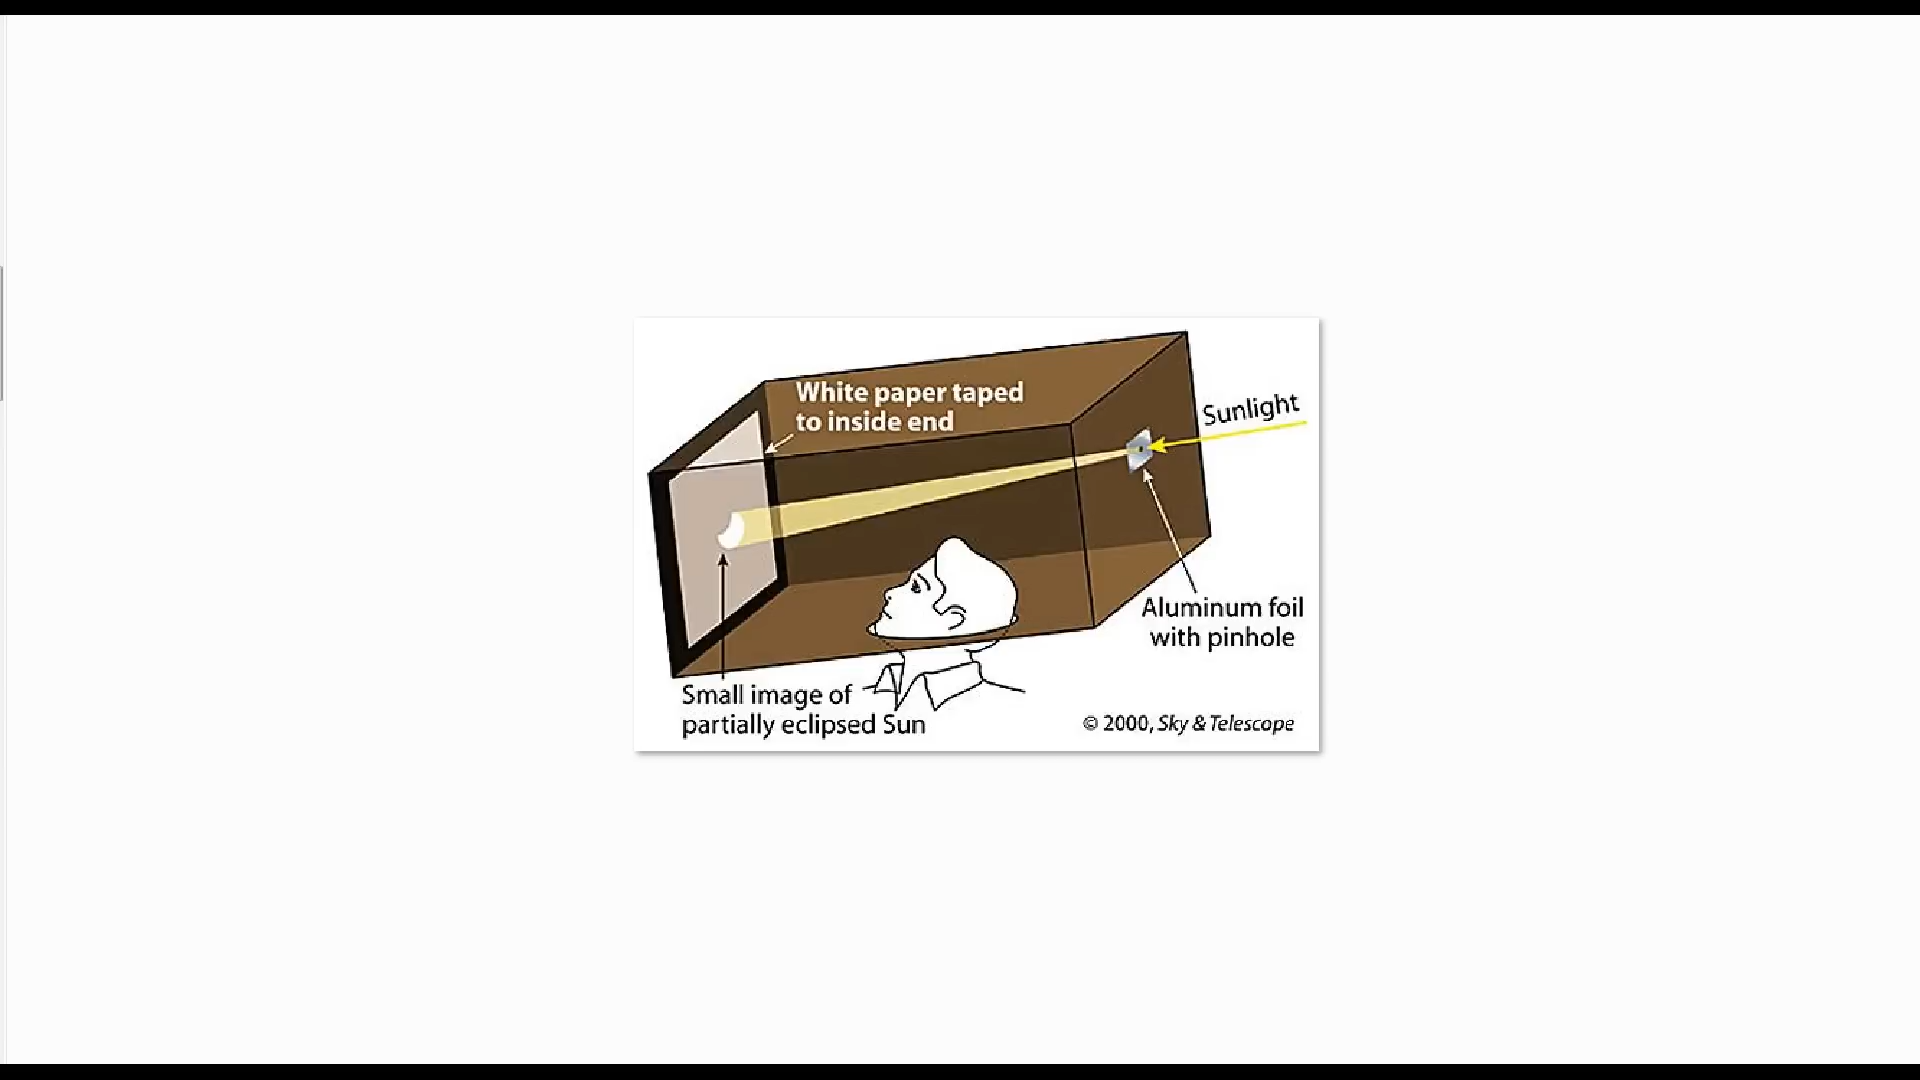 White paper taped
to inside end
Sunlight
Aluminum foil
with pinhole
Small image of
partially eclipsed Sun
© 2000, Sky & Telescope